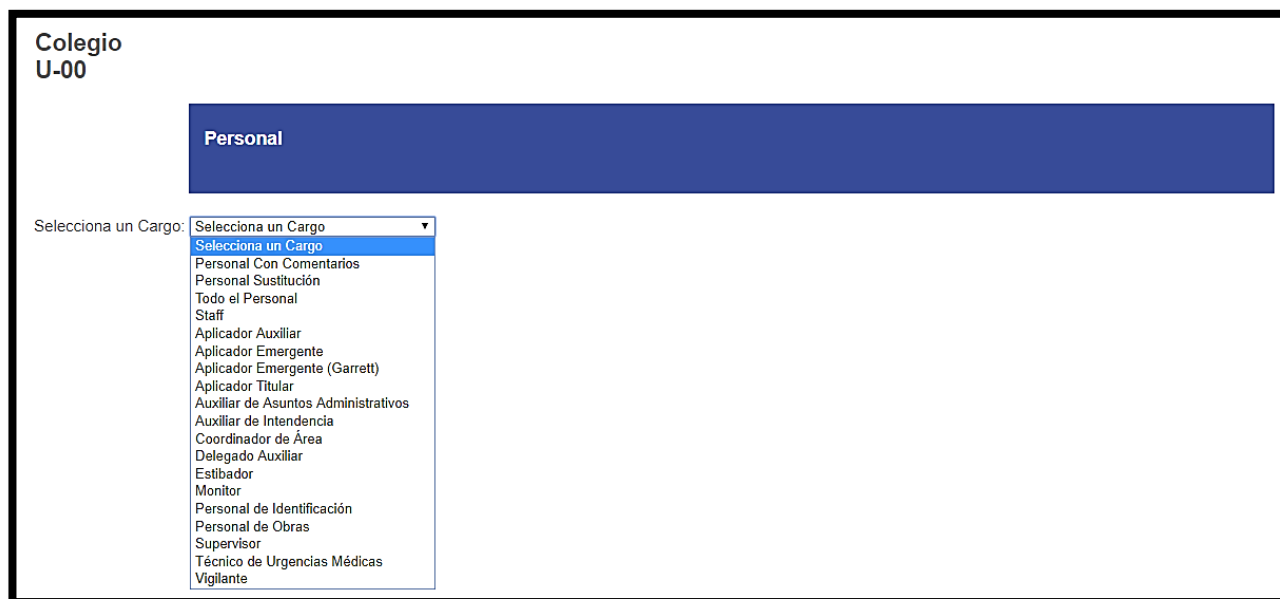 Colegio
U-00
Personal
Selecciona un Cargo: Selecciona un Cargo
Selecciona un Cargo
Personal Con Comentarios
Personal Sustitución
Todo el Personal
Staff
Aplicador Auxiliar
Aplicador Emergente
Aplicador Emergente (Garrett)
Aplicador Titular
Auxiliar de Asuntos Administrativos
Auxiliar de Intendencia
Coordinador de Área
Delegado Auxiliar
Estibador
Monitor
Personal de Identificación
Personal de Obras
Supervisor
Técnico de Urgencias Médicas
Vigilante